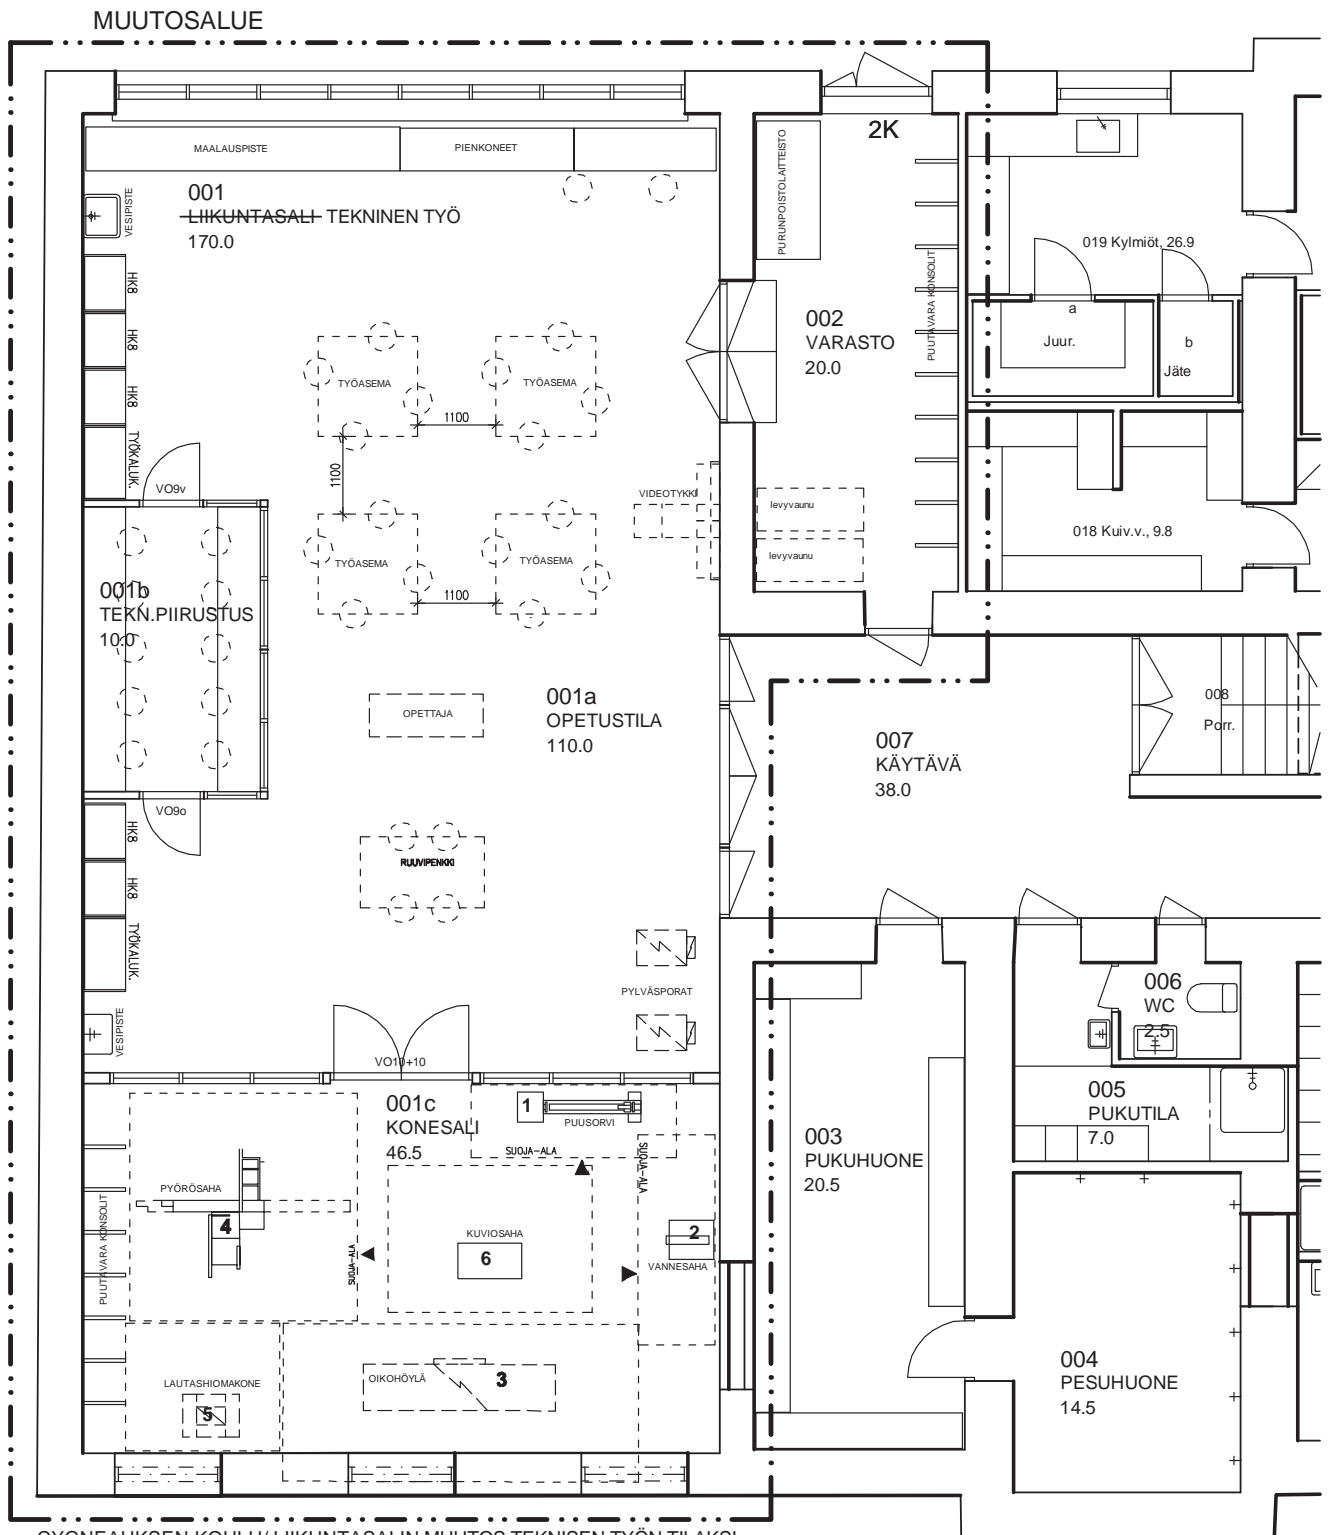 MUUTOSALUE
MAALAUSPISTE
PIENKONEET
2K
PURUNPOISTOLAITTEISTO
VESIPISTE
001
LIIKUNTASALI TEKNINEN TYÖ
170.0
019 Kylmiöt, 26.9
PUUTAVARA KONSOLIT
HK8
HK8
HK8
TYÖKALUK.
002
VARASTO
20.0
a
Juur.
b
Jäte
TYÖASEMA
TYÖASEMA
1100
1100
VO9v
VIDEOTYKKI
levyvaunu
levyvaunu
018 Kuiv.v., 9.8
TYÖASEMA
TYÖASEMA
1100
001b
TEKN.PIIRUSTUS
10.0
001a
OPETUSTILA
110.0
OPETTAJA
008
Porr.
007
KÄYTÄVÄ
38.0
VO9o
HK8
HK8
TYÖKALUK.
RUUVIPENKKI
PYLVÄSPORAT
VESIPISTE
VO10+10
006
WC
2.5
001c
KONESALI
46.5
1
PUUSORVI
SUOJA-ALA
SUOJA-ALA
005
PUKUTILA
7.0
003
PUKUHUONE
20.5
PYÖRÖSAHA
4
PUUTAVARA KONSOLIT
SUOJA-ALA
KUVIOSAHA
6
2
VANNESAHA
004
PESUHUONE
14.5
LAUTASHIOMAKONE
5
OIKOHÖYLÄ
3